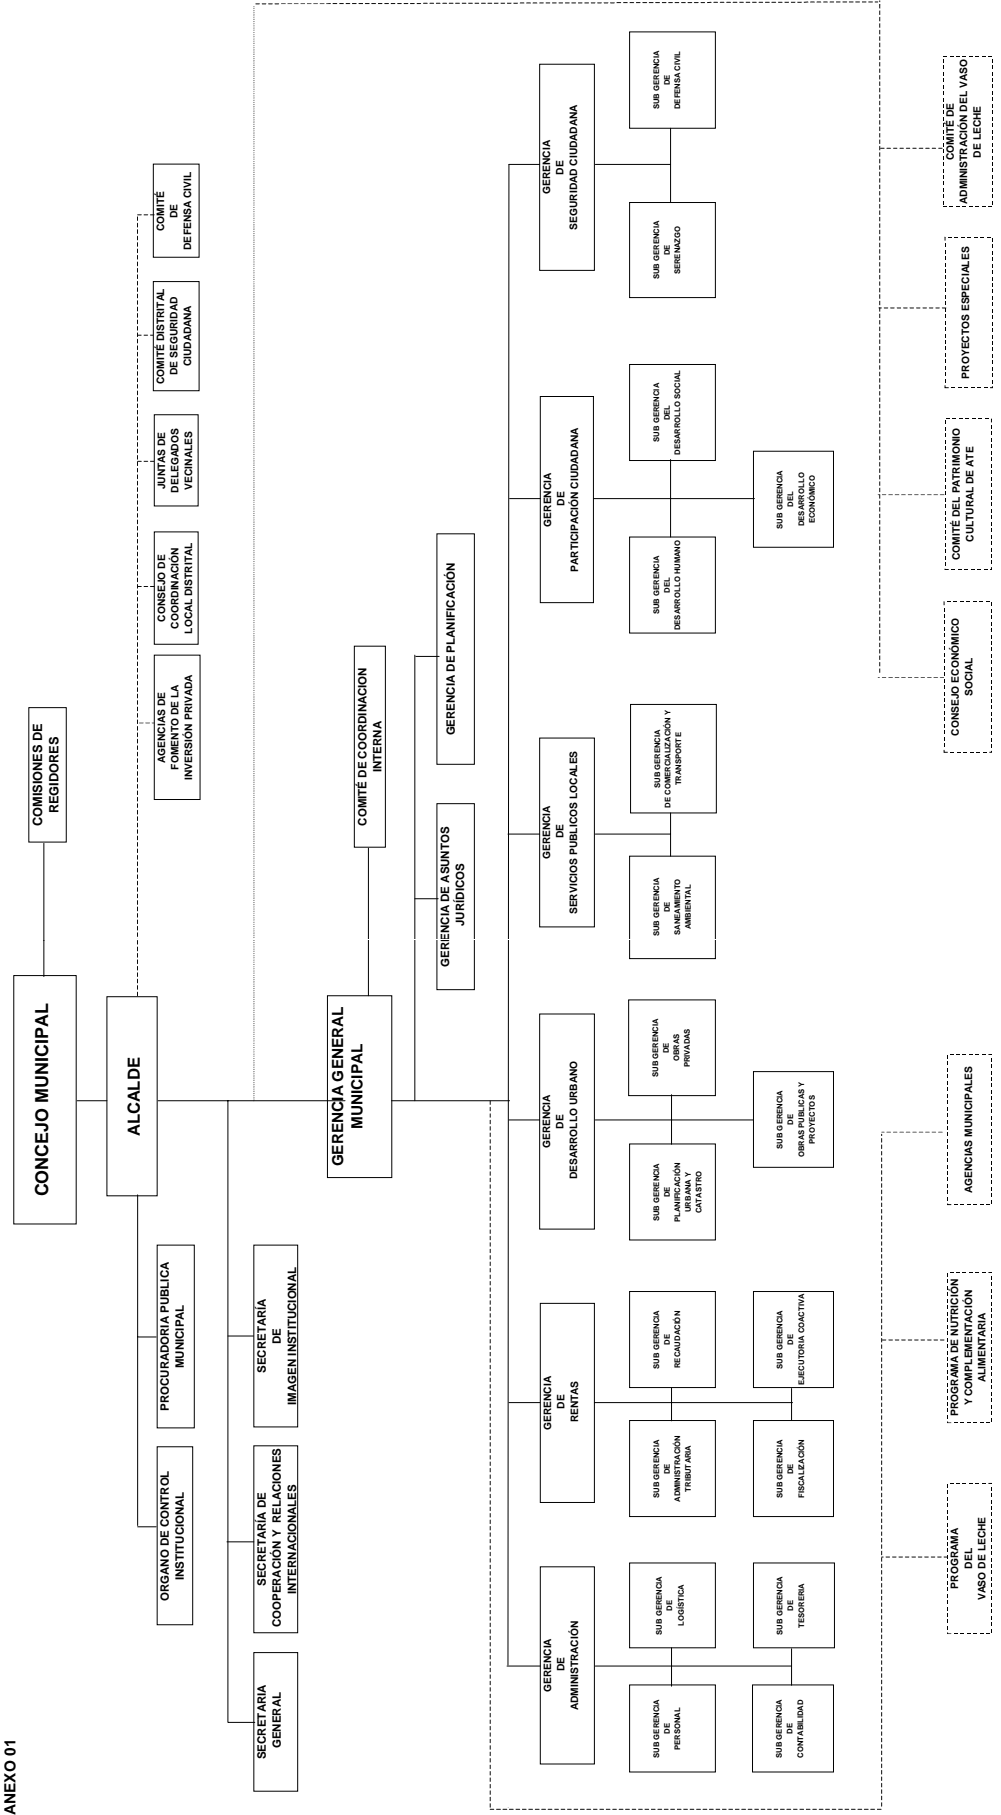 ANEXO 01
CONCEJO MUNICIPAL
COMISIONES DE
REGIDORES
ALCALDE
ORGANO DE CONTROL
INSTITUCIONAL
PROCURADORIA PUBLICA
MUNICIPAL
AGENCIAS DE
FOMENTO DE LA
INVERSIÓN PRIVADA
CONSEJO DE
COORDINACIÓN
LOCAL DISTRITAL
JUNTAS DE
DELEGADOS
VECINALES
COMITÉ DISTRITAL
DE SEGURIDAD
CIUDADANA
COMITÉ
DE
DEFENSA CIVIL
SECRETARIA
GENERAL
SECRETARÍA DE
COOPERACIÓN Y RELACIONES
INTERNACIONALES
SECRETARÍA
DE
IMAGEN INSTITUCIONAL
GERENCIA GENERAL
MUNICIPAL
COMITÉ DE COORDINACION
INTERNA
GERENCIA DE ASUNTOS
JURÍDICOS
GERENCIA DE PLANIFICACIÓN
GERENCIA
DE
ADMINISTRACIÓN
GERENCIA
DE
RENTAS
GERENCIA
DE
DESARROLLO URBANO
GERENCIA
DE
SERVICIOS PUBLICOS LOCALES
GERENCIA
DE
PARTICIPACIÓN CIUDADANA
GERENCIA
DE
SEGURIDAD CIUDADANA
SUB GERENCIA
DE
PERSONAL
SUB GERENCIA
DE
LOGÍSTICA
SUB GERENCIA
DE
ADMINISTRACIÓN
TRIBUTARIA
SUB GERENCIA
DE
RECAUDACIÓN
SUB GERENCIA
DE
PLANIFICACIÓN
URBANA Y
CATASTRO
SUB GERENCIA
DE
OBRAS
PRIVADAS
SUB GERENCIA
DE
SANEAMIENTO
AMBIENTAL
SUB GERENCIA
DE COMERCIALIZACIÓN Y
TRANSPORTE
SUB GERENCIA
DEL
DESARROLLO HUMANO
SUB GERENCIA
DEL
DESARROLLO SOCIAL
SUB GERENCIA
DE
SERENAZGO
SUB GERENCIA
DE
DEFENSA CIVIL
SUB GERENCIA
DE
CONTABILIDAD
SUB GERENCIA
DE
TESORERIA
SUB GERENCIA
DE
FISCALIZACIÓN
SUB GERENCIA
DE
EJECUTORIA COACTIVA
SUB GERENCIA
DE
OBRAS PUBLICAS Y
PROYECTOS
SUB GERENCIA
DEL
DESARROLLO
ECONÓMICO
PROGRAMA
DEL
VASO DE LECHE
PROGRAMA DE NUTRICIÓN
Y COMPLEMENTACIÓN
ALIMENTARIA
AGENCIAS MUNICIPALES
CONSEJO ECONÓMICO
SOCIAL
COMITÉ DEL PATRIMONIO
CULTURAL DE ATE
PROYECTOS ESPECIALES
COMITÉ DE
ADMINISTRACIÓN DEL VASO
DE LECHE